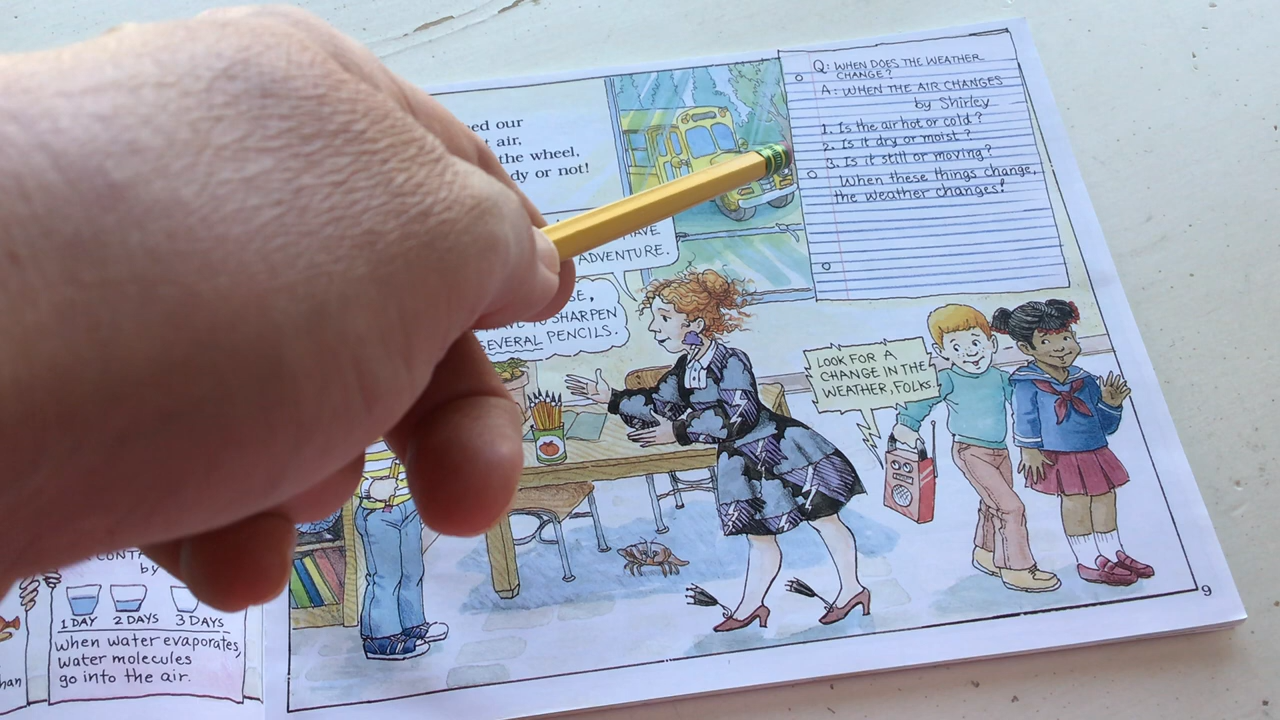 ed our
t air,
the wheel,
dy or not!
HAVE
ADVENTURE.
SE,
HAVE TO SHARPEN
SEVERAL PENCILS.
Q: WHEN DOES THE WEATHER
CHANGE?
A: WHEN THE AIR CHANGES
by Shirley
1. Is the air hot or cold?
2. Is it dry or moist?
3. Is it still or moving?
When these things change,
the weather changes!
LOOK FOR A
CHANGE IN THE
WEATHER, FOLKS.
CONTA
by
1 DAY 2 DAYS 3 DAYS
When water evaporates,
water molecules
go into the air.
han
9